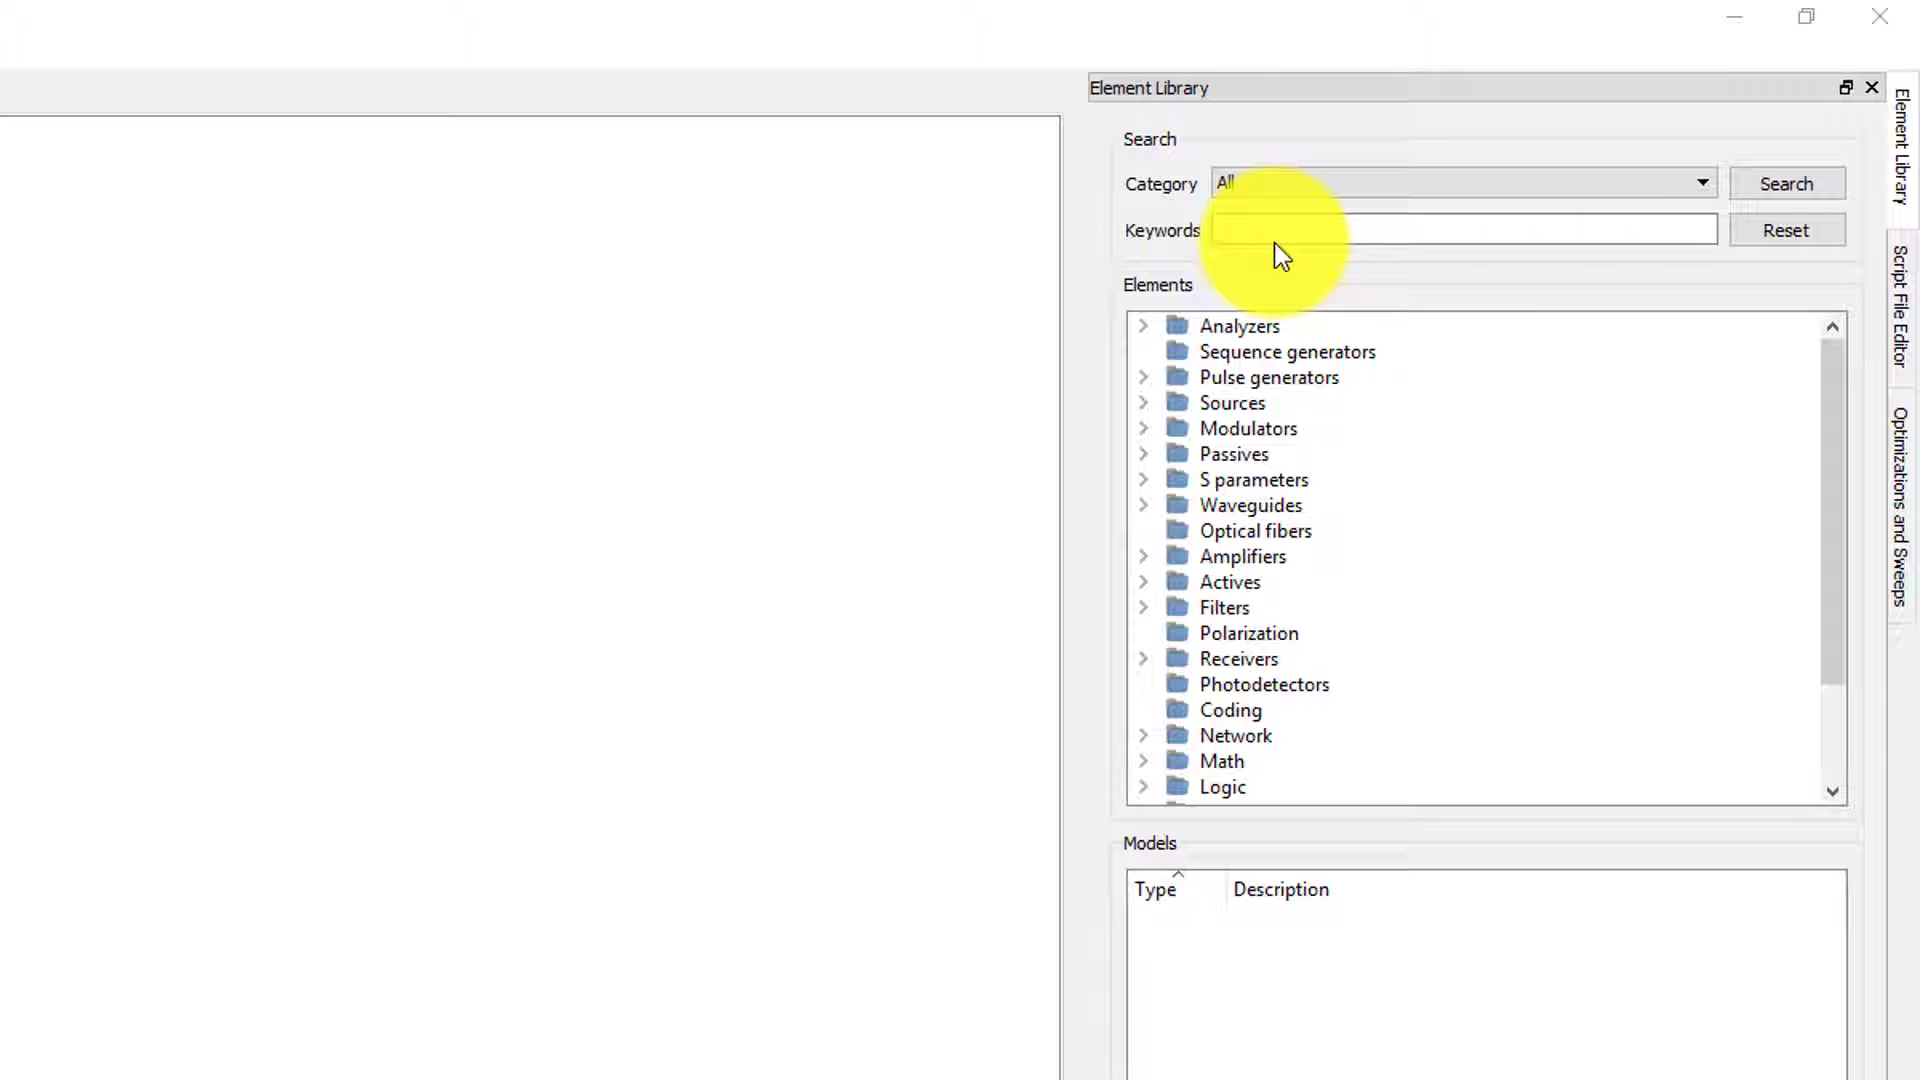 Element Library
Search
Category
All
Search
Keywords
Reset
Elements
Analyzers
Sequence generators
Pulse generators
Sources
Modulators
Passives
S parameters
Waveguides
Optical fibers
Amplifiers
Actives
Filters
Polarization
Receivers
Photodetectors
Coding
Network
Math
Logic
Models
Type
Description
Element Library
Script File Editor
Optimizations and Sweeps